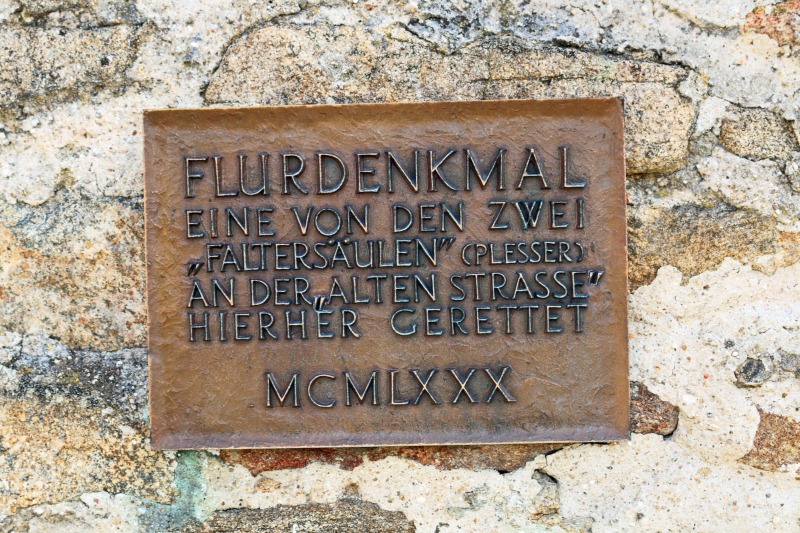 FLURDENKMAL
EINE VON DEN ZWEI
„FALTERSÄULEN” (PLESSER)
AN DER „ALTEN STRASSE”
HIERHER GERETTET
MCMLXXX